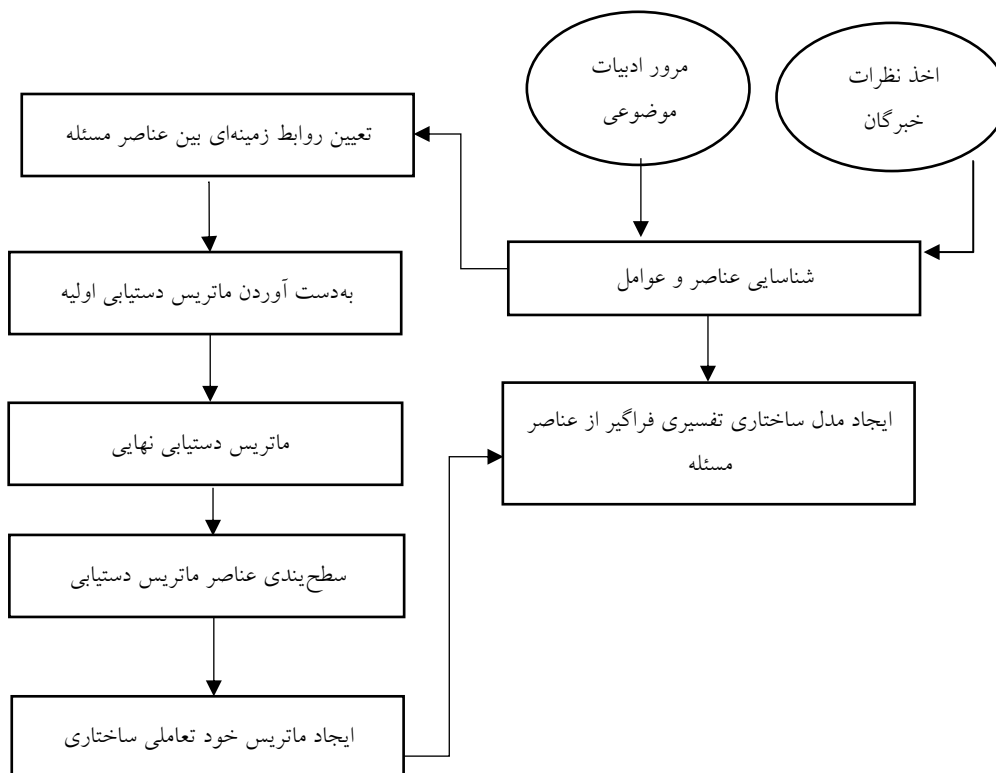 مرور ادبیات
موضوعی
اخذ نظرات
خبرگان
تعیین روابط زمینه‌ای بین عناصر مسئله
شناسایی عناصر و عوامل
به‌دست آوردن ماتریس دستیابی اولیه
ایجاد مدل ساختاری تفسیری فراگیر از عناصر
مسئله
ماتریس دستیابی نهایی
سطح‌بندی عناصر ماتریس دستیابی
ایجاد ماتریس خود تعاملی ساختاری